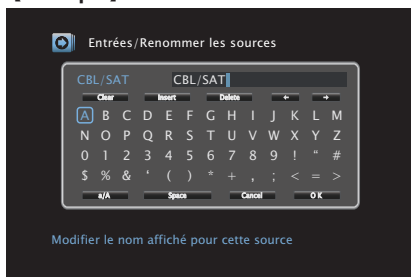 Entrées/Renommer les sources
CBL/SAT CBL/SAT
Clear Insert Delete ← →
A B C D E F G H I J K L M
N O P Q R S T U V W X Y Z
0 1 2 3 4 5 6 7 8 9 ! “ #
$ % & ‘ ( ) * + , ; < = >
a/A Space Cancel OK
Modifier le nom affiché pour cette source